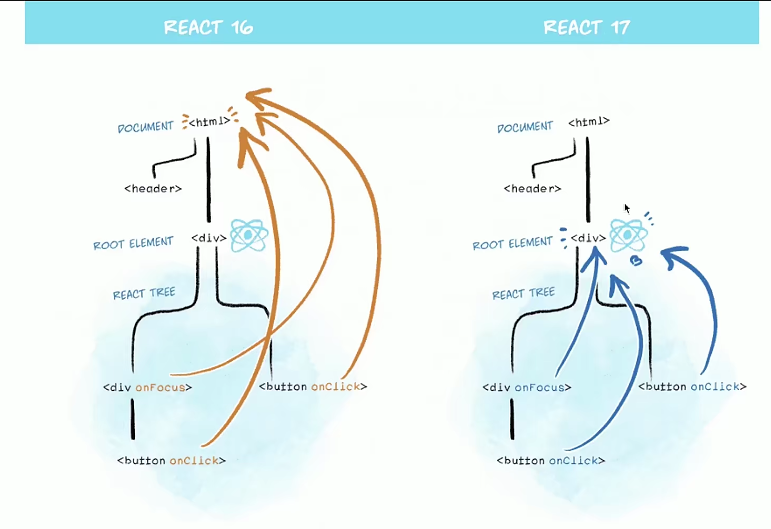 REACT 16
DOCUMENT <html>
<header>
ROOT ELEMENT <div>
REACT TREE
<div onFocus>
<button onClick>
<button onClick>
REACT 17
DOCUMENT <html>
<header>
ROOT ELEMENT <div>
REACT TREE
<div onFocus>
<button onClick>
<button onClick>